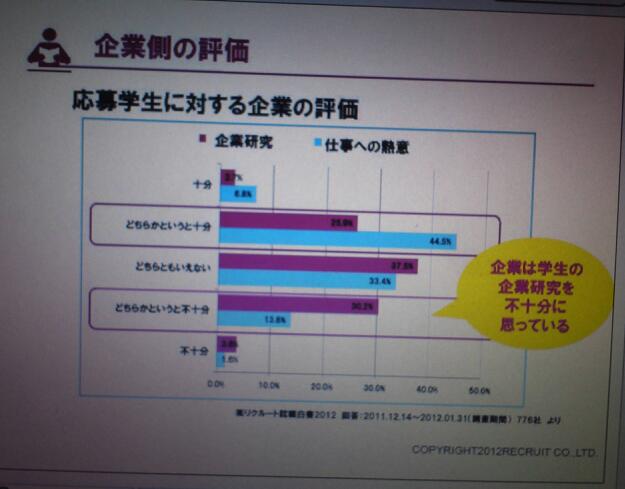 企業側の評価
応募学生に対する企業の評価
■企業研究 ■仕事への熱意
十分
6.8%
どちらかというと十分
25.9%
44.5%
どちらともいえない
33.4%
どちらかというと不十分
30.2%
13.8%
不十分
1.6%
0.0% 10.0% 20.0% 30.0% 40.0% 50.0%
企業は学生の
企業研究を
不十分に
思っている
リクルート就職白書2012 回答:2011.12.14~2012.01.31(調査期間) 776社 より
COPYRIGHT2012RECRUIT CO.,LTD.